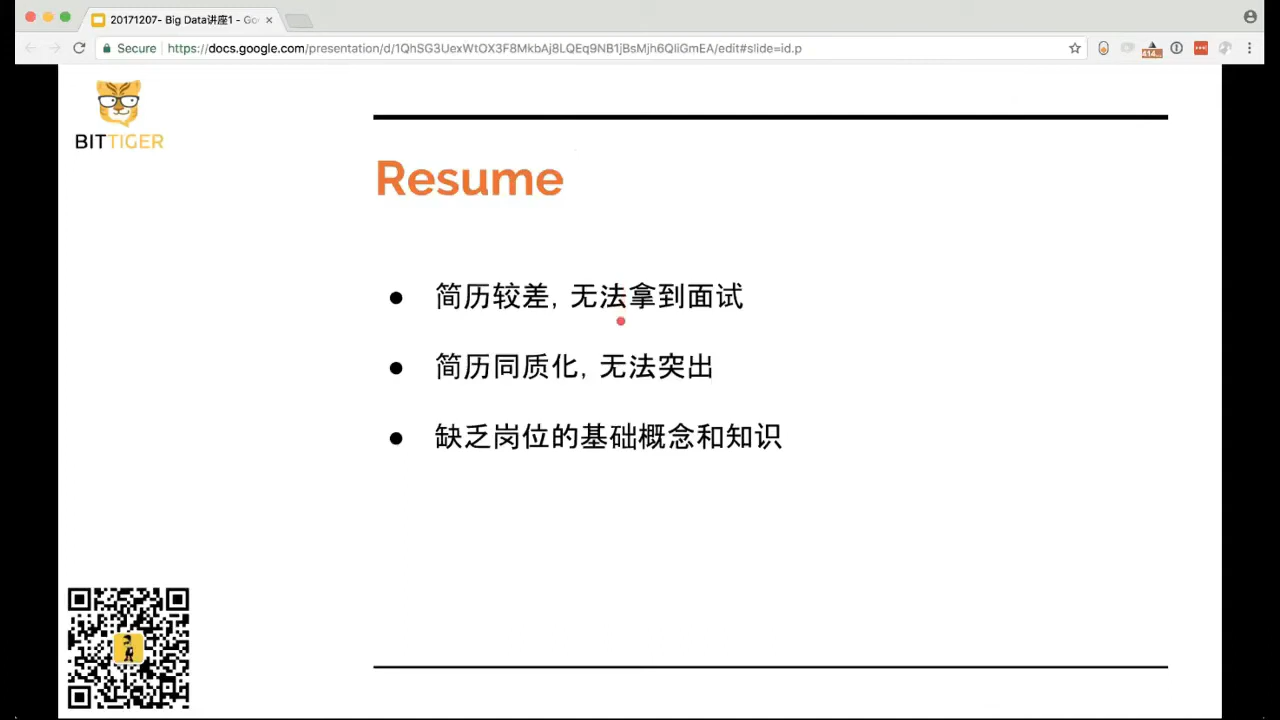 20171207- Big Data讲座1 - Go
Secure
https://docs.google.com/presentation/d/1QhSG3UexWtOX3F8MkbAj8LQEq9NB1jBsMjh6QliGmEA/edit#slide=id.p
414
BITTIGER
Resume
● 简历较差, 无法拿到面试
● 简历同质化, 无法突出
● 缺乏岗位的基础概念和知识